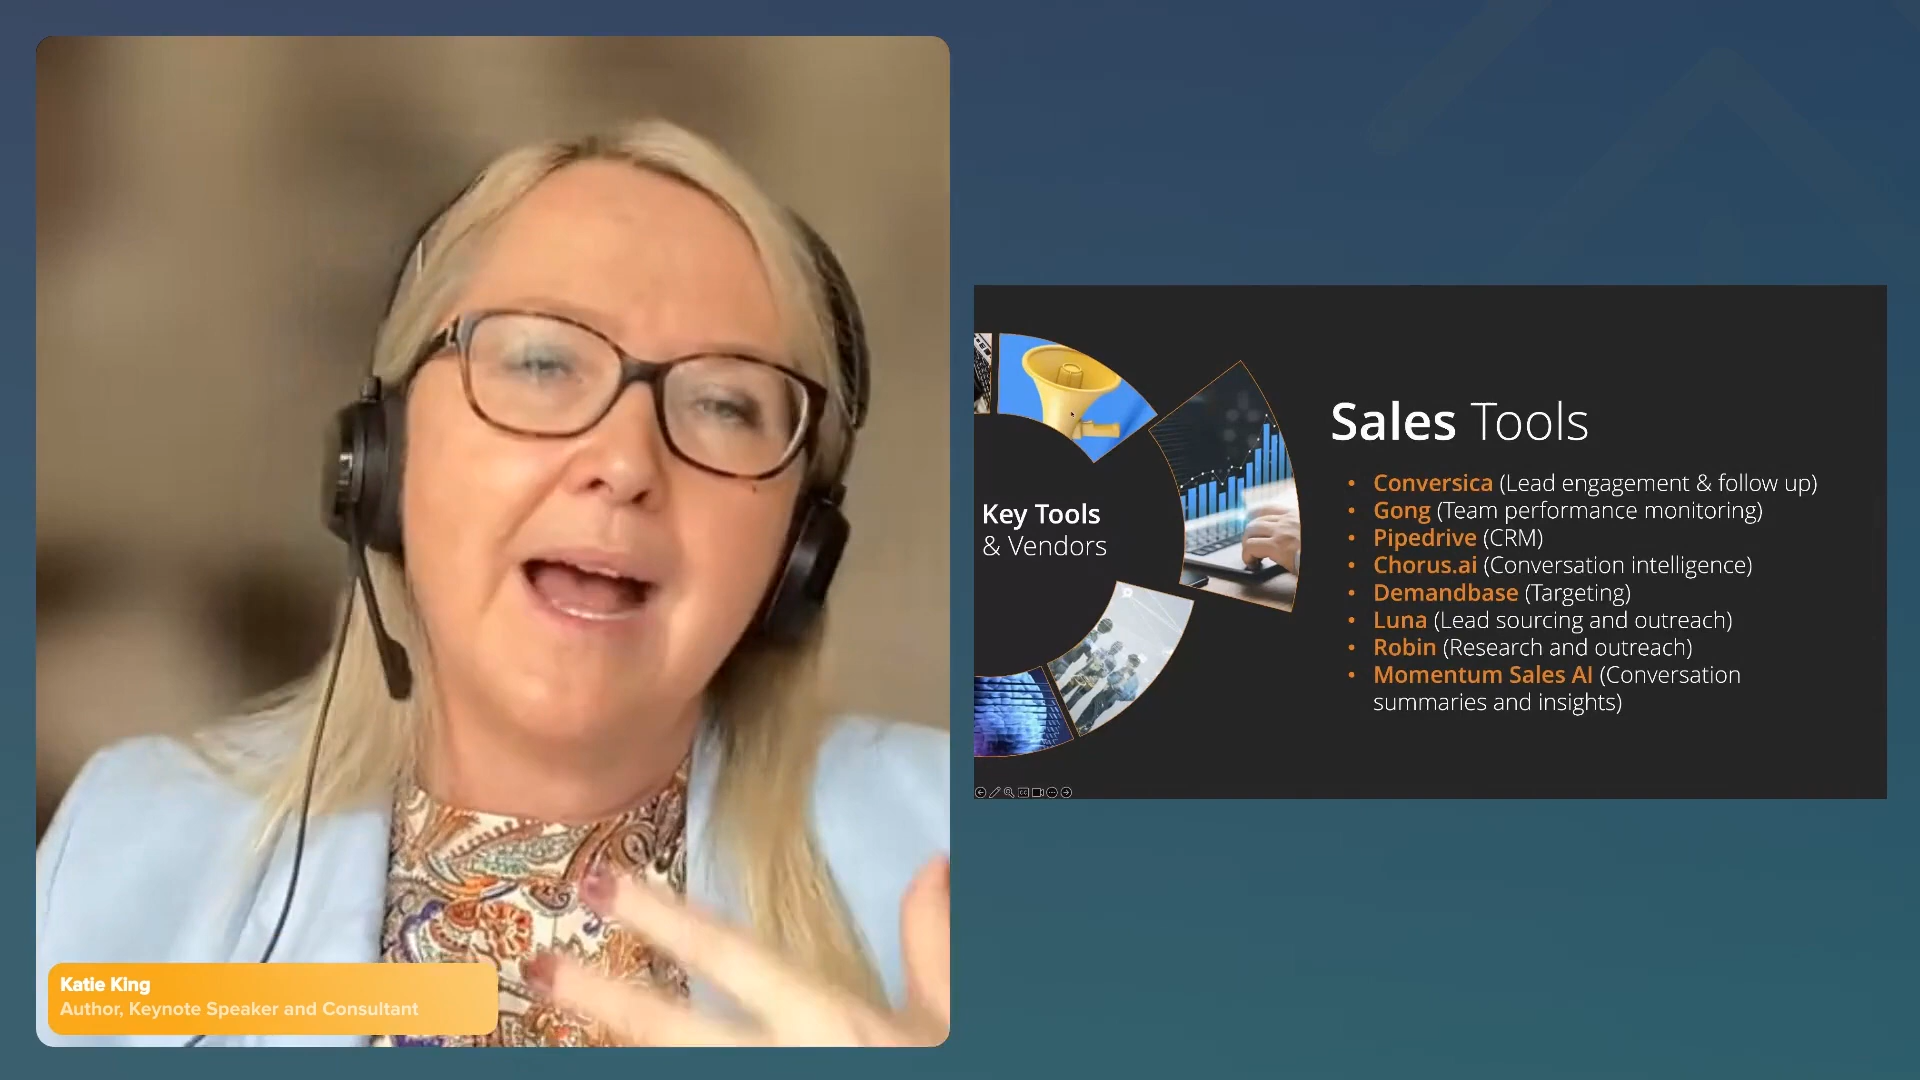 Katie King
Author, Keynote Speaker and Consultant
Key Tools
& Vendors
Sales Tools
• Conversica (Lead engagement & follow up)
• Gong (Team performance monitoring)
• Pipedrive (CRM)
• Chorus.ai (Conversation intelligence)
• Demandbase (Targeting)
• Luna (Lead sourcing and outreach)
• Robin (Research and outreach)
• Momentum Sales AI (Conversation
summaries and insights)